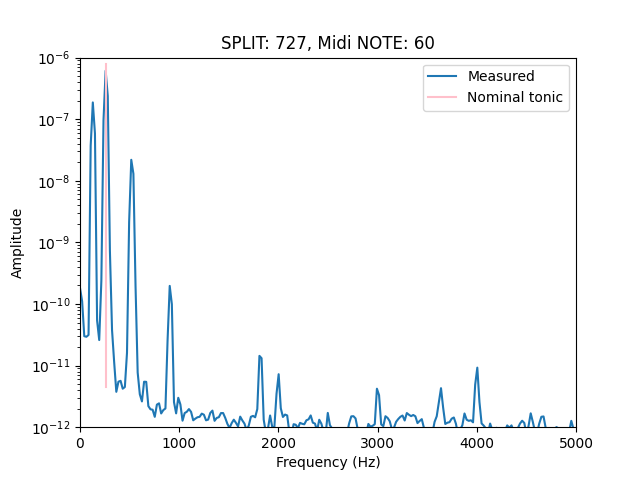 SPLIT: 727, Midi NOTE: 60
Measured
Nominal tonic
Amplitude
10⁻⁶
10⁻⁷
10⁻⁸
10⁻⁹
10⁻¹⁰
10⁻¹¹
10⁻¹²
0 1000 2000 3000 4000 5000
Frequency (Hz)